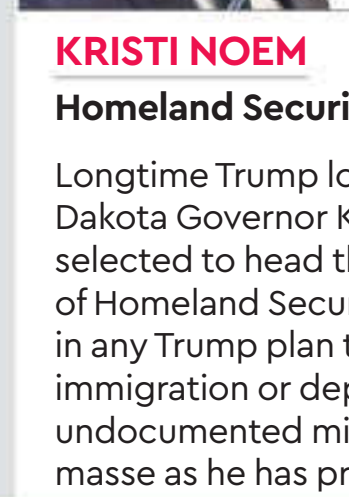 KRISTI NOEM
Homeland Securi
Longtime Trump lo
Dakota Governor K
selected to head th
of Homeland Secu
in any Trump plan t
immigration or dep
undocumented mi
masse as he has pr